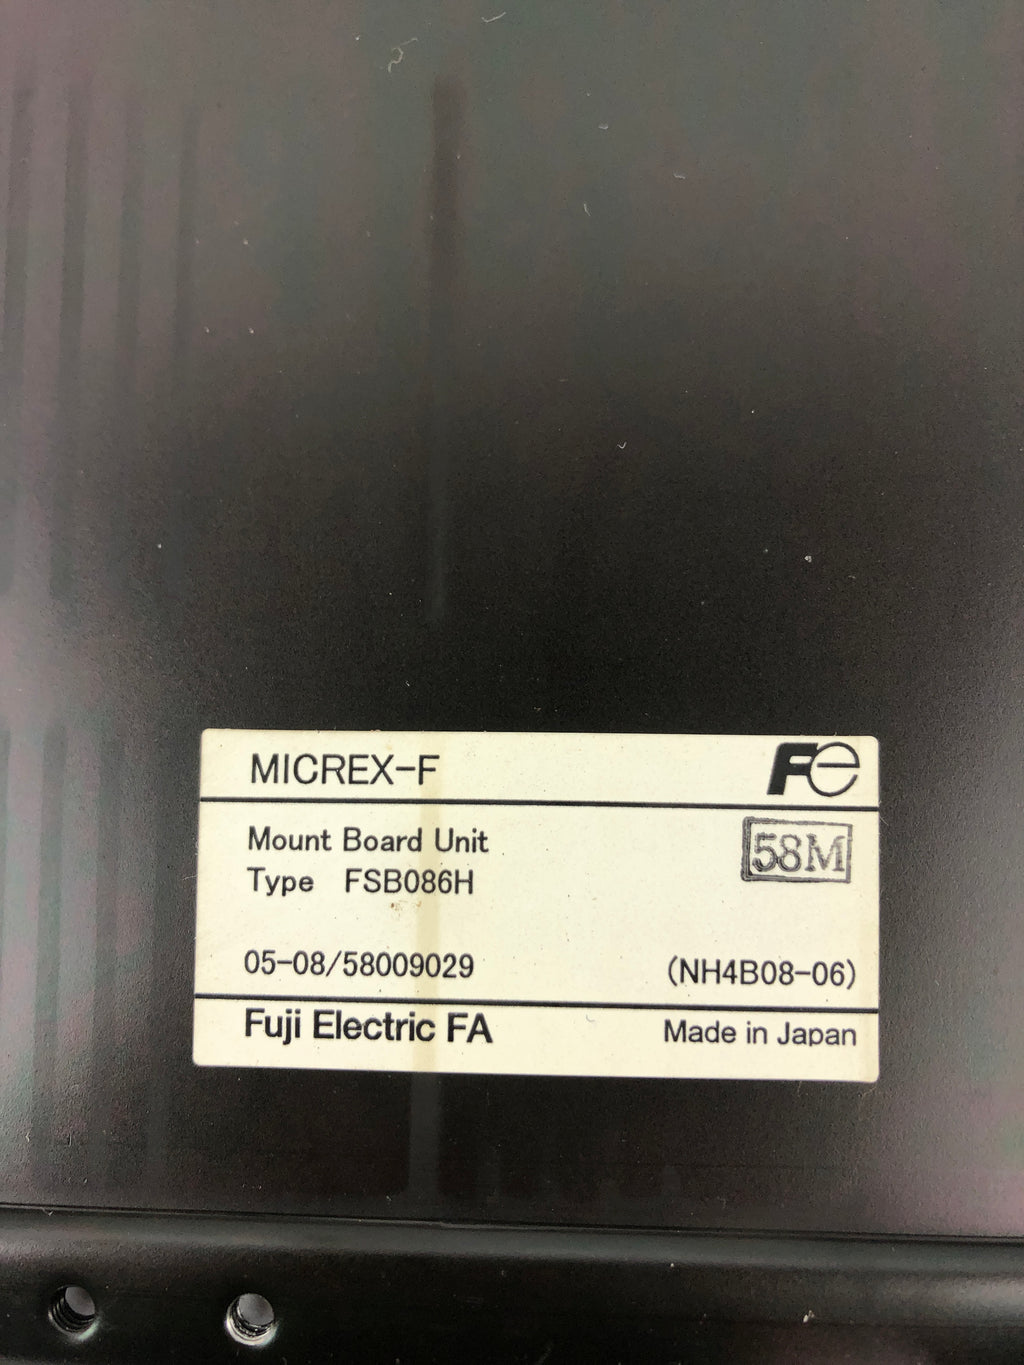 MICREX-F
Fe
Mount Board Unit
58M
Type FSB086H
05-08/58009029
(NH4B08-06)
Fuji Electric FA
Made in Japan